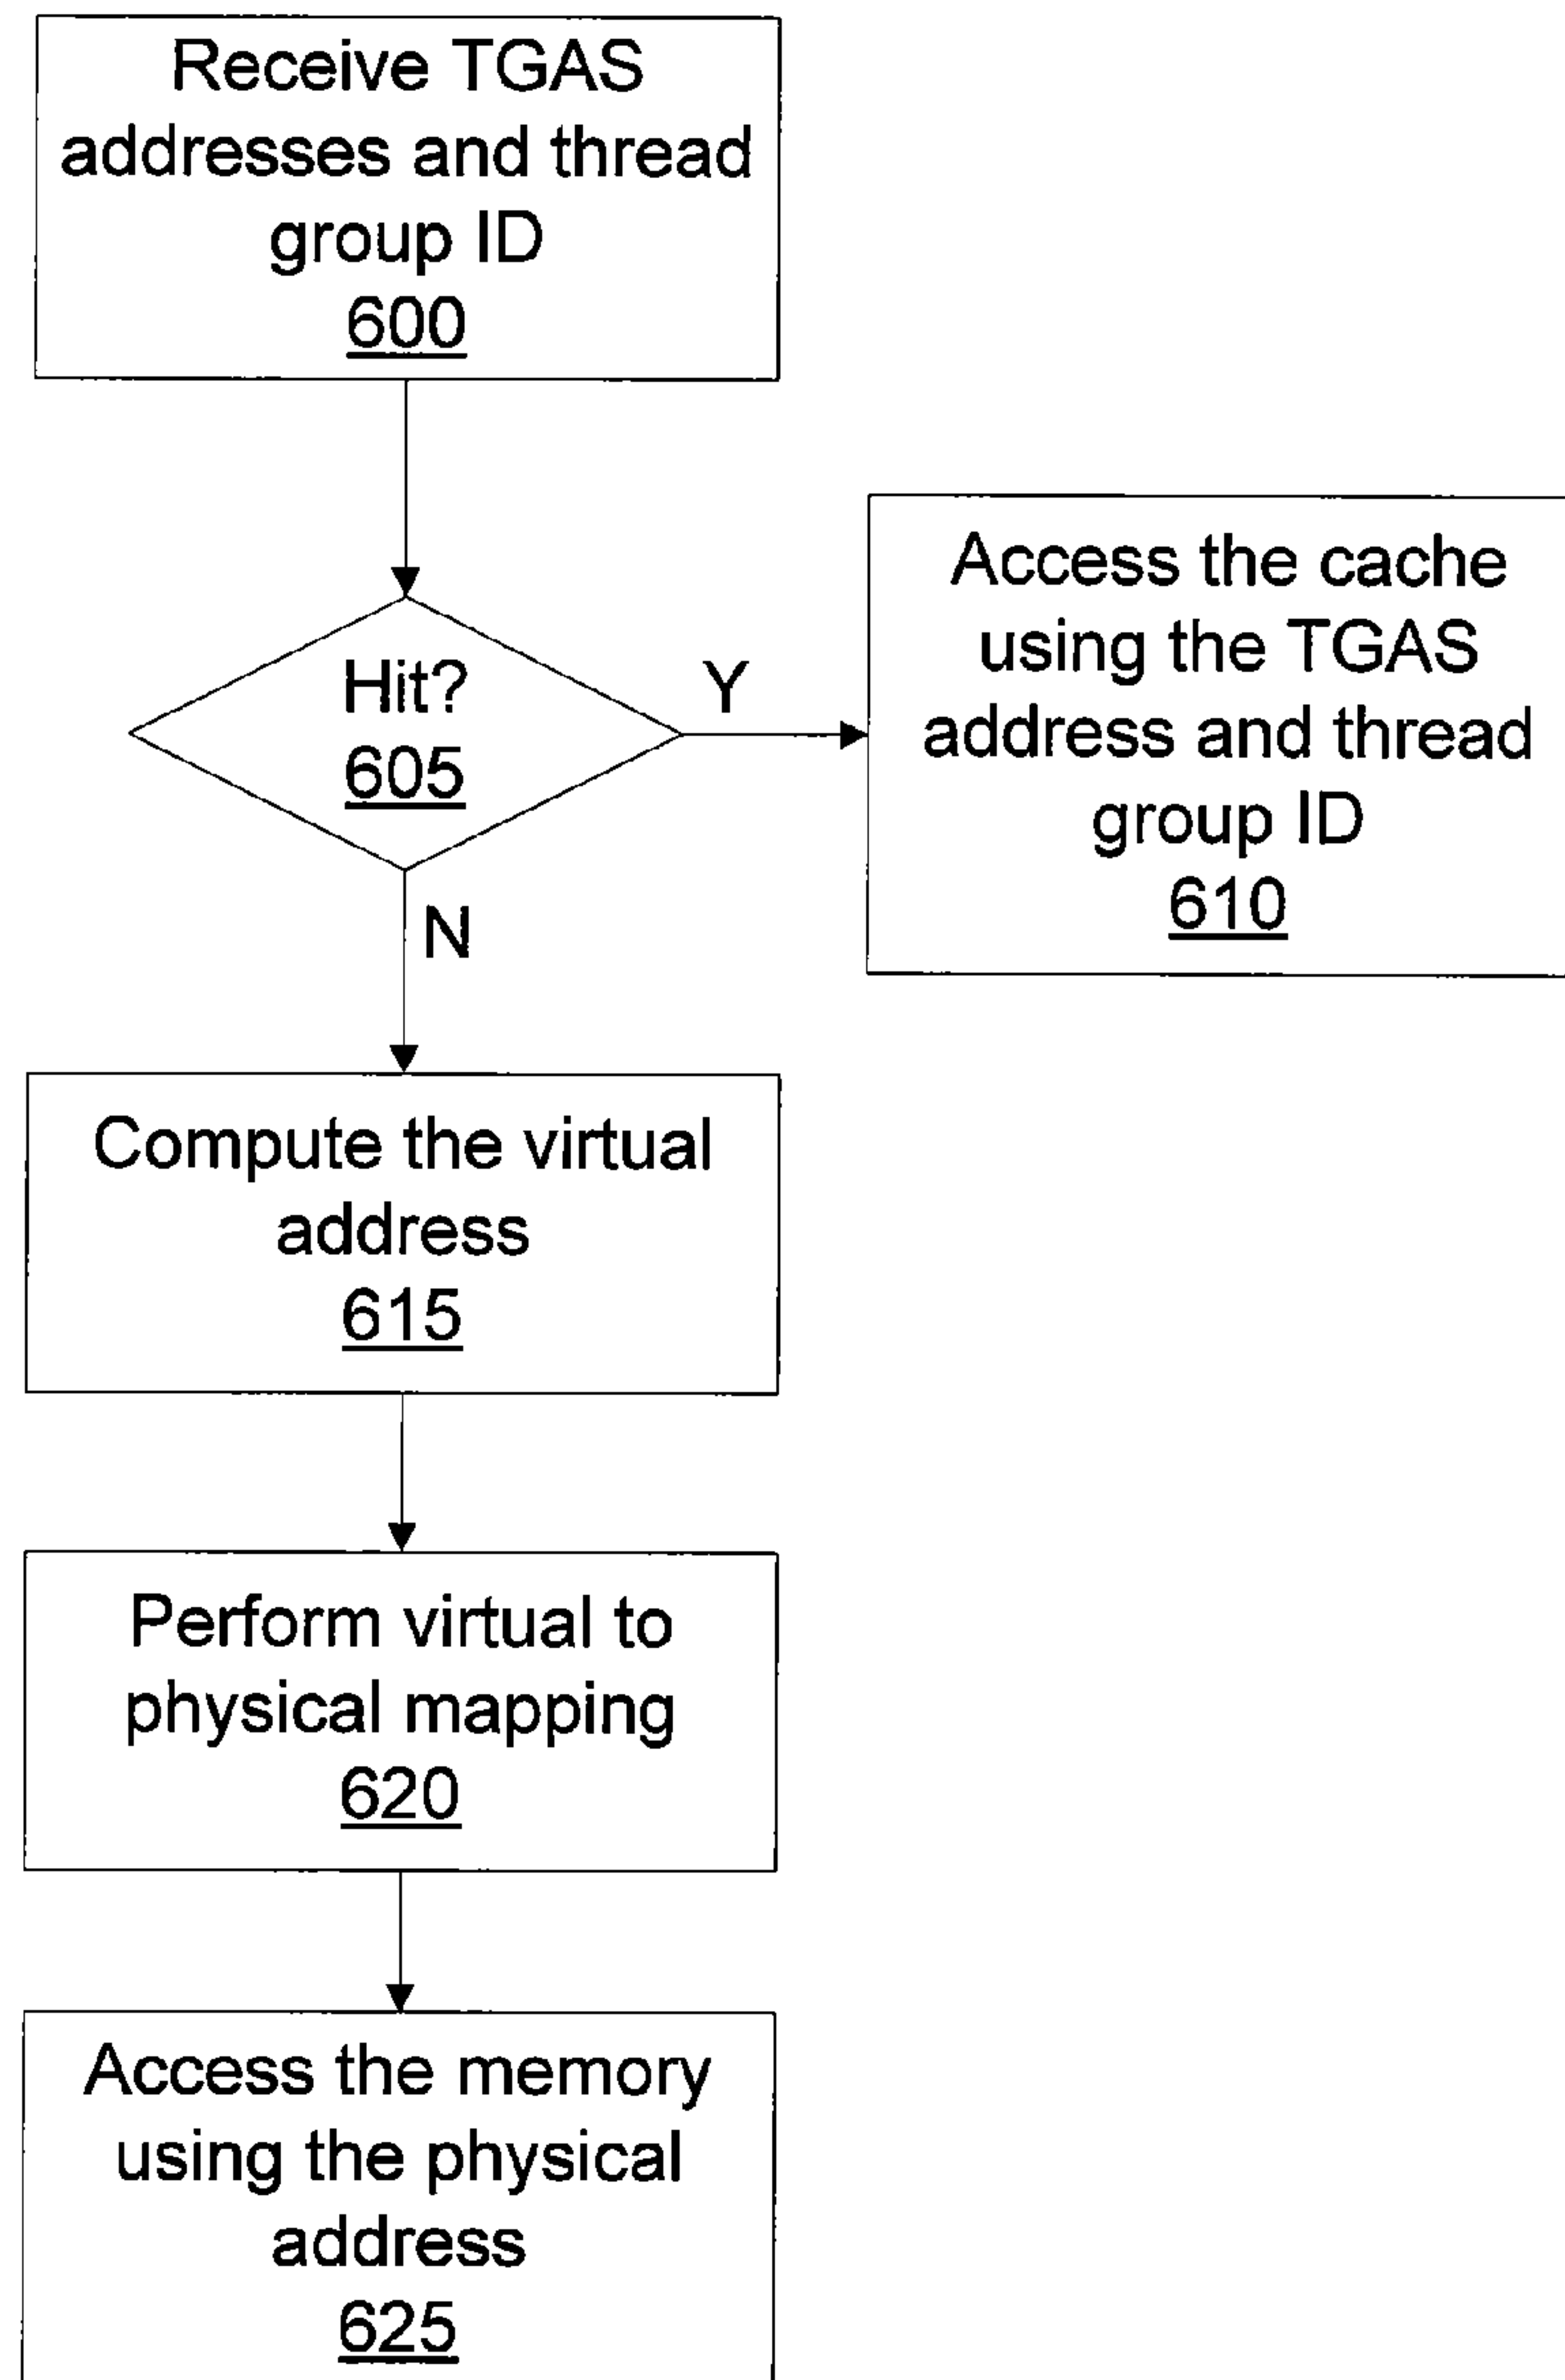 Receive TGAS
addresses and thread
group ID
600
Hit?
605
Y
Access the cache
using the TGAS
address and thread
group ID
610
N
Compute the virtual
address
615
Perform virtual to
physical mapping
620
Access the memory
using the physical
address
625